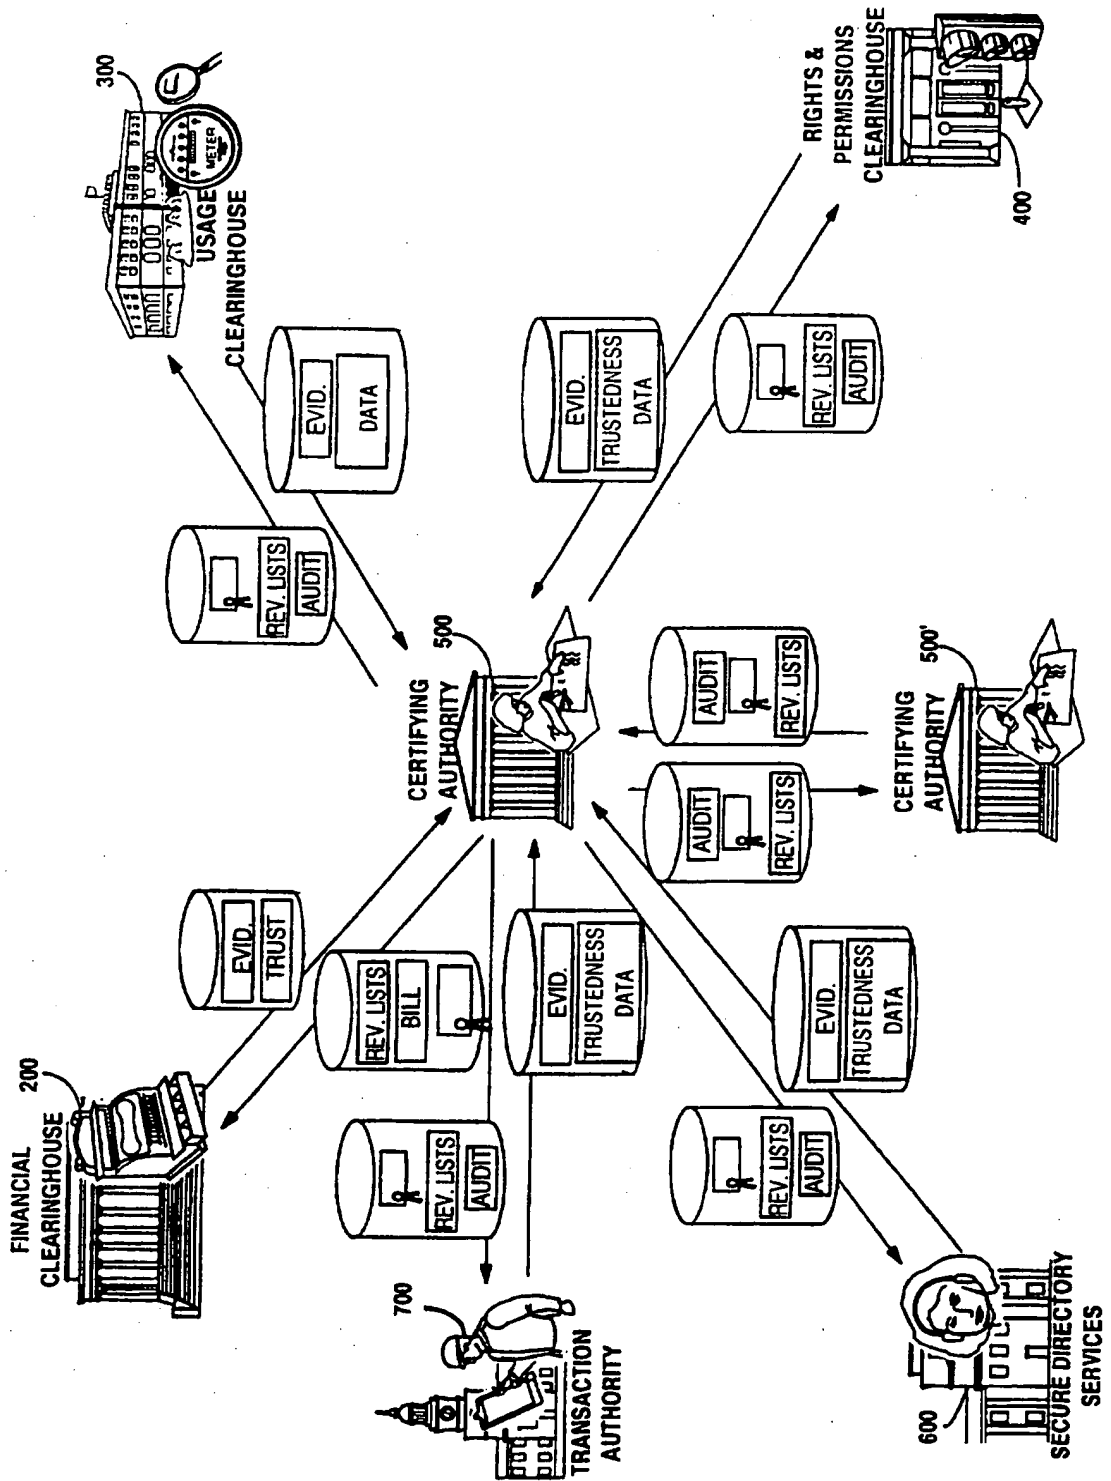 FINANCIAL
CLEARINGHOUSE
200
300
METER
USAGE
CLEARINGHOUSE
EVID.
TRUST
REV. LISTS
AUDIT
EVID.
DATA
REV. LISTS
BILL
700
REV. LISTS
AUDIT
CERTIFYING
AUTHORITY
500
TRANSACTION
AUTHORITY
EVID.
TRUSTEDNESS
DATA
EVID.
TRUSTEDNESS
DATA
AUDIT
REV. LISTS
AUDIT
REV. LISTS
REV. LISTS
AUDIT
RIGHTS &
PERMISSIONS
CLEARINGHOUSE
REV. LISTS
AUDIT
EVID.
TRUSTEDNESS
DATA
CERTIFYING
AUTHORITY
500'
400
600
SECURE DIRECTORY
SERVICES